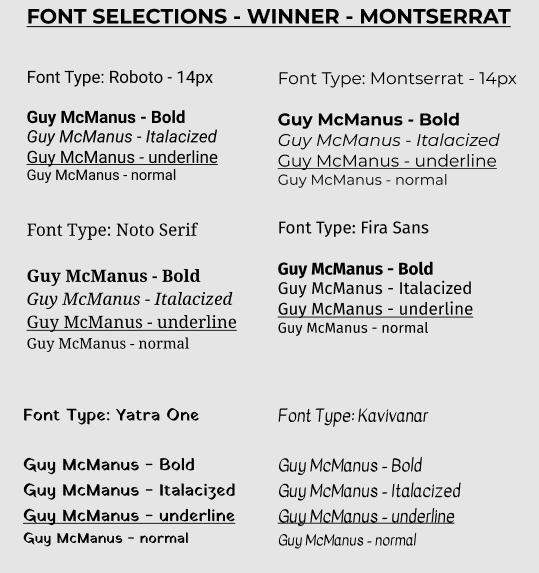 FONT SELECTIONS - WINNER - MONTSERRAT
Font Type: Roboto - 14px
Guy McManus - Bold
Guy McManus - Italacized
Guy McManus - underline
Guy McManus - normal
Font Type: Montserrat - 14px
Guy McManus - Bold
Guy McManus - Italacized
Guy McManus - underline
Guy McManus - normal
Font Type: Noto Serif
Guy McManus - Bold
Guy McManus - Italacized
Guy McManus - underline
Guy McManus - normal
Font Type: Fira Sans
Guy McManus - Bold
Guy McManus - Italacized
Guy McManus - underline
Guy McManus - normal
Font Type: Yatra One
Guy McManus - Bold
Guy McManus - Italacized
Guy McManus - underline
Guy McManus - normal
Font Type: Kavivanar
Guy McManus - Bold
Guy McManus - Italacized
Guy McManus - underline
Guy McManus - normal